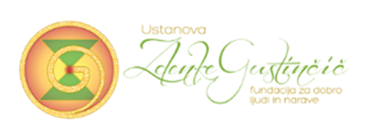 Ustanova
Zdenke Gustinčič
fundacija za dobro
ljudi in narave